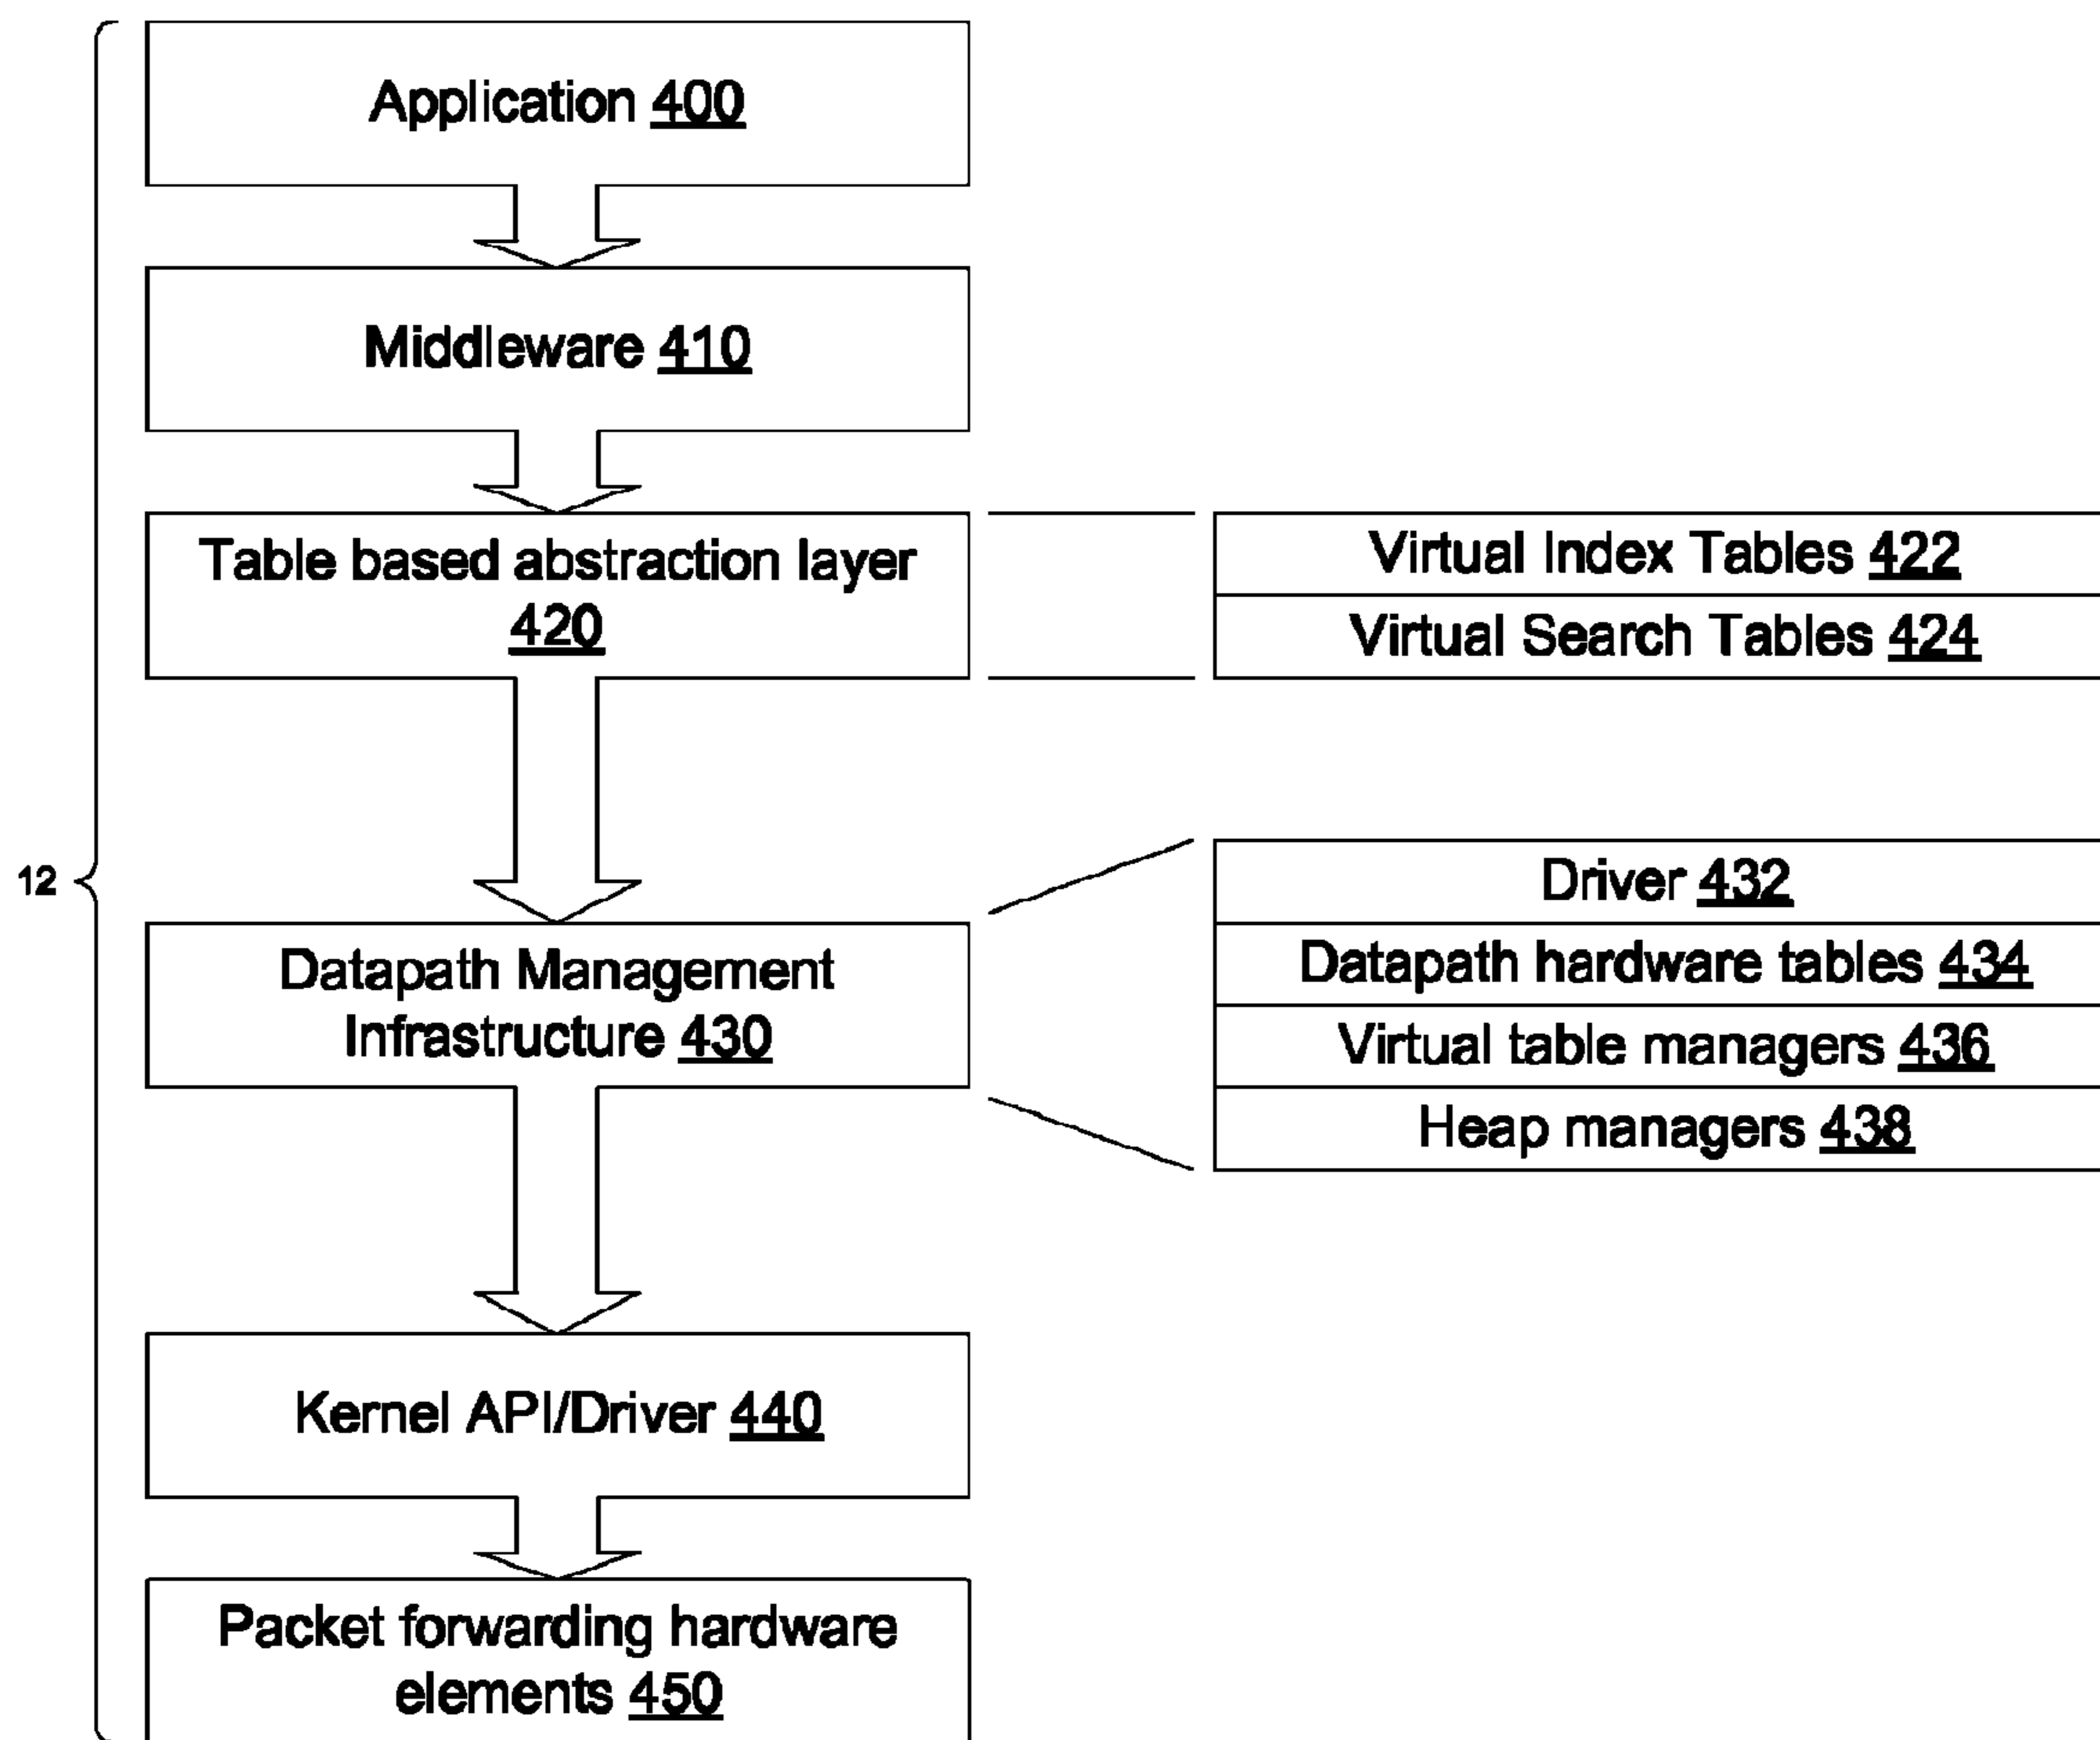 Application 400
Middleware 410
Table based abstraction layer
420
Virtual Index Tables 422
Virtual Search Tables 424
12
Driver 432
Datapath hardware tables 434
Virtual table managers 436
Heap managers 438
Datapath Management
Infrastructure 430
Kernel API/Driver 440
Packet forwarding hardware
elements 450